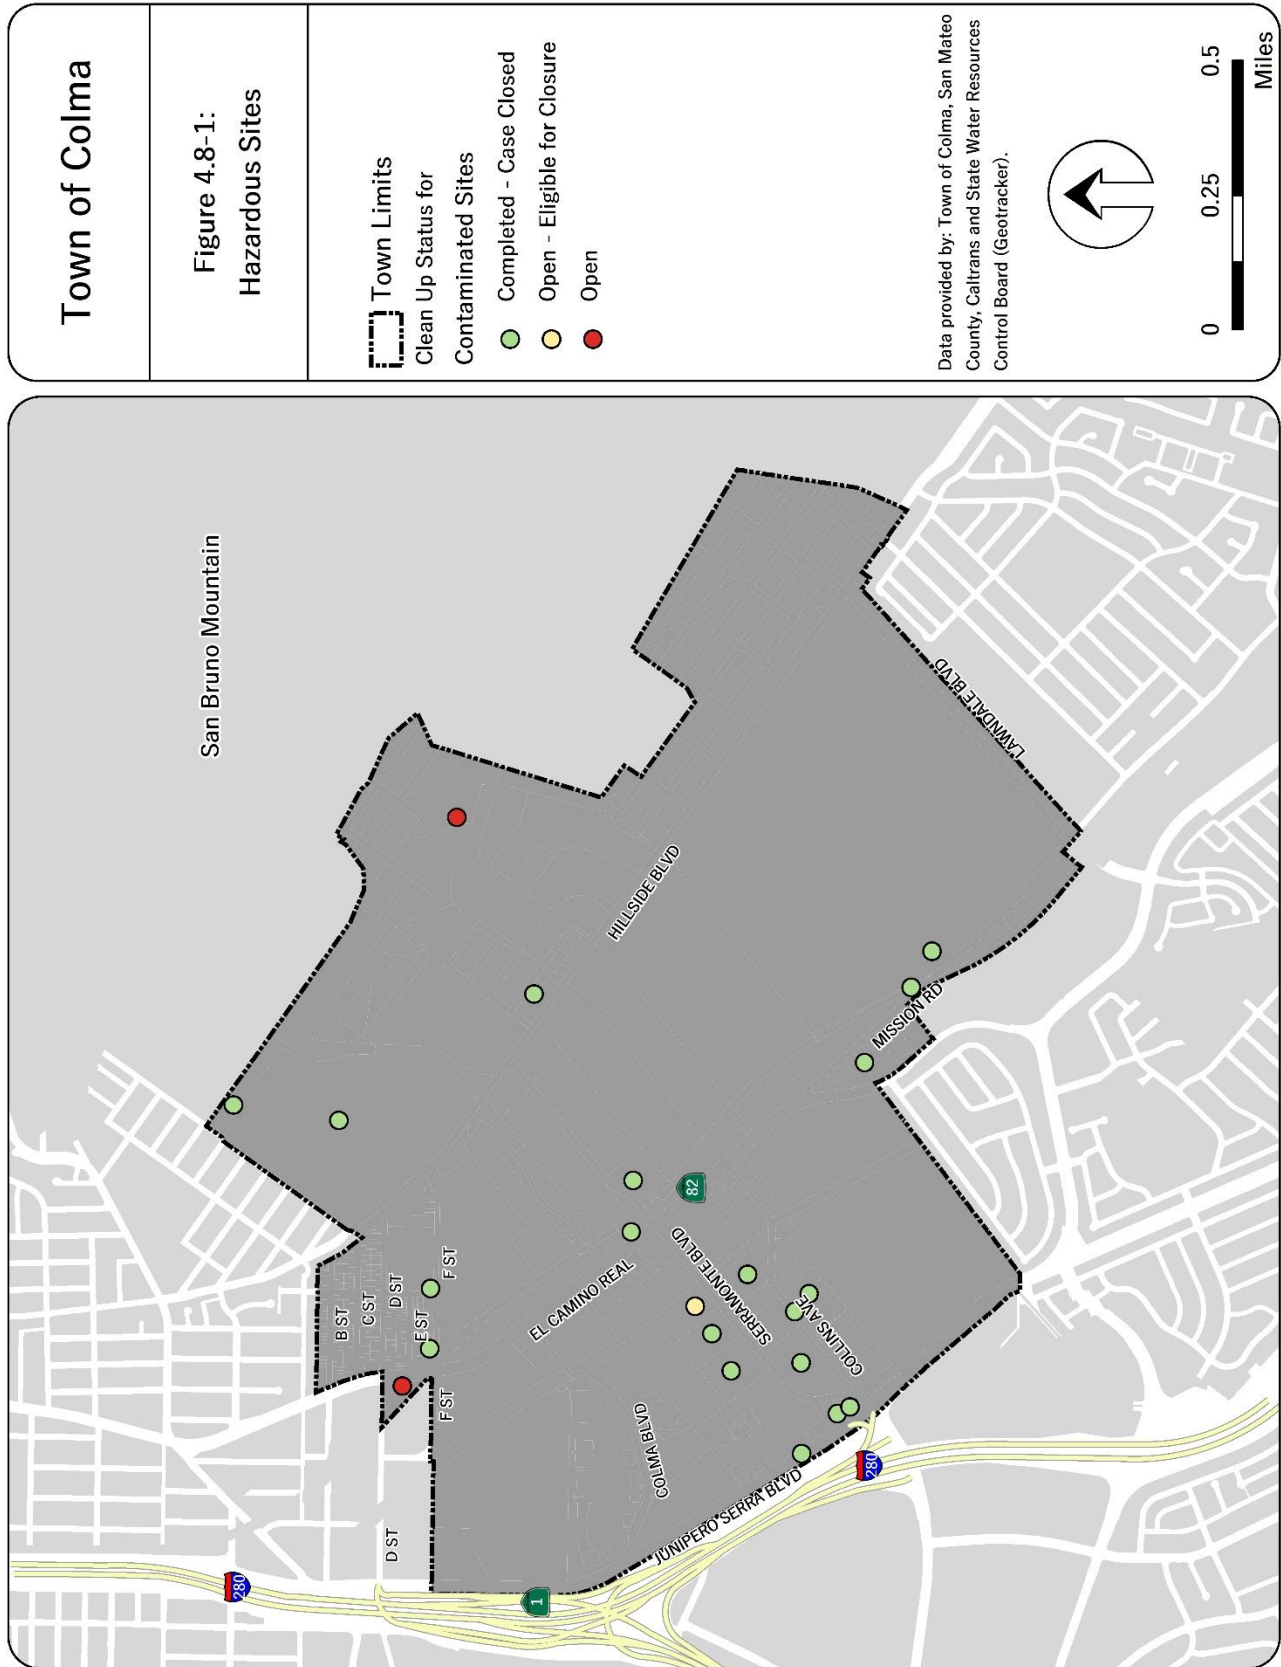 Town of Colma
Figure 4.8-1:
Hazardous Sites
Town Limits
Clean Up Status for
Contaminated Sites
Completed - Case Closed
Open - Eligible for Closure
Open
Data provided by: Town of Colma, San Mateo
County, Caltrans and State Water Resources
Control Board (Geotracker).
0
0.25
0.5
Miles
San Bruno Mountain
280
B ST
C ST
D ST
D ST
E ST
F ST
F ST
1
EL CAMINO REAL
HILLSIDE BLVD
COLMA BLVD
82
SERRAMONTE BLVD
JUNIPERO SERRA BLVD
COLLINS AVE
280
MISSION RD
LAWNDALE BLVD